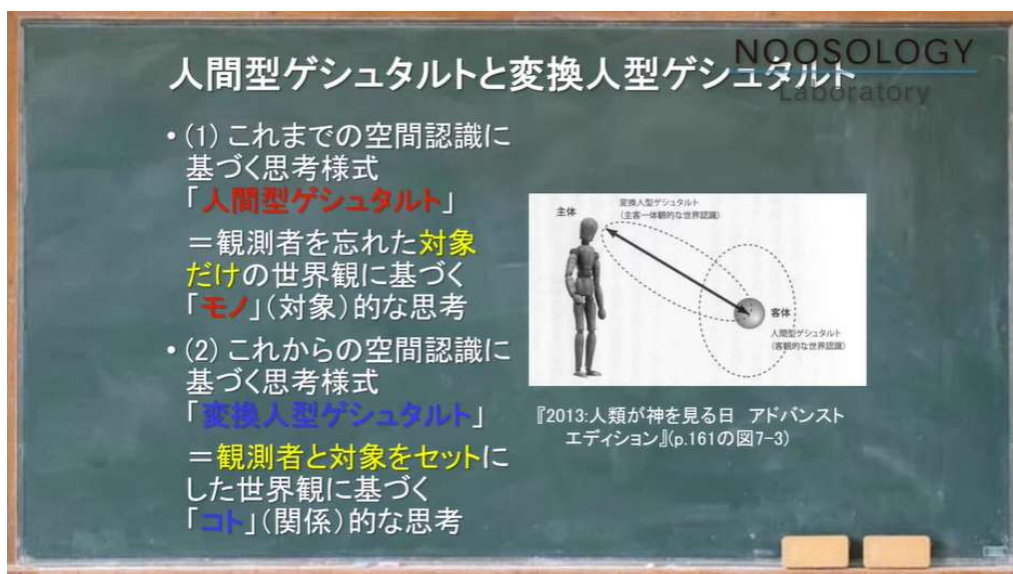 NOOSOLOGY
Laboratory
人間型ゲシュタルトと変換人型ゲシュタルト
・(1) これまでの空間認識に
基づく思考様式
「人間型ゲシュタルト」
＝観測者を忘れた対象
だけの世界観に基づく
「モノ」（対象）的な思考
・(2) これからの空間認識に
基づく思考様式
「変換人型ゲシュタルト」
＝観測者と対象をセットに
した世界観に基づく
「コト」（関係）的な思考
主体
変換人型ゲシュタルト
（主客一体観的な世界認識）
客体
人間型ゲシュタルト
（客観的な世界認識）
『2013:人類が神を見る日　アドバンスト
エディション』(p.161の図7-3)